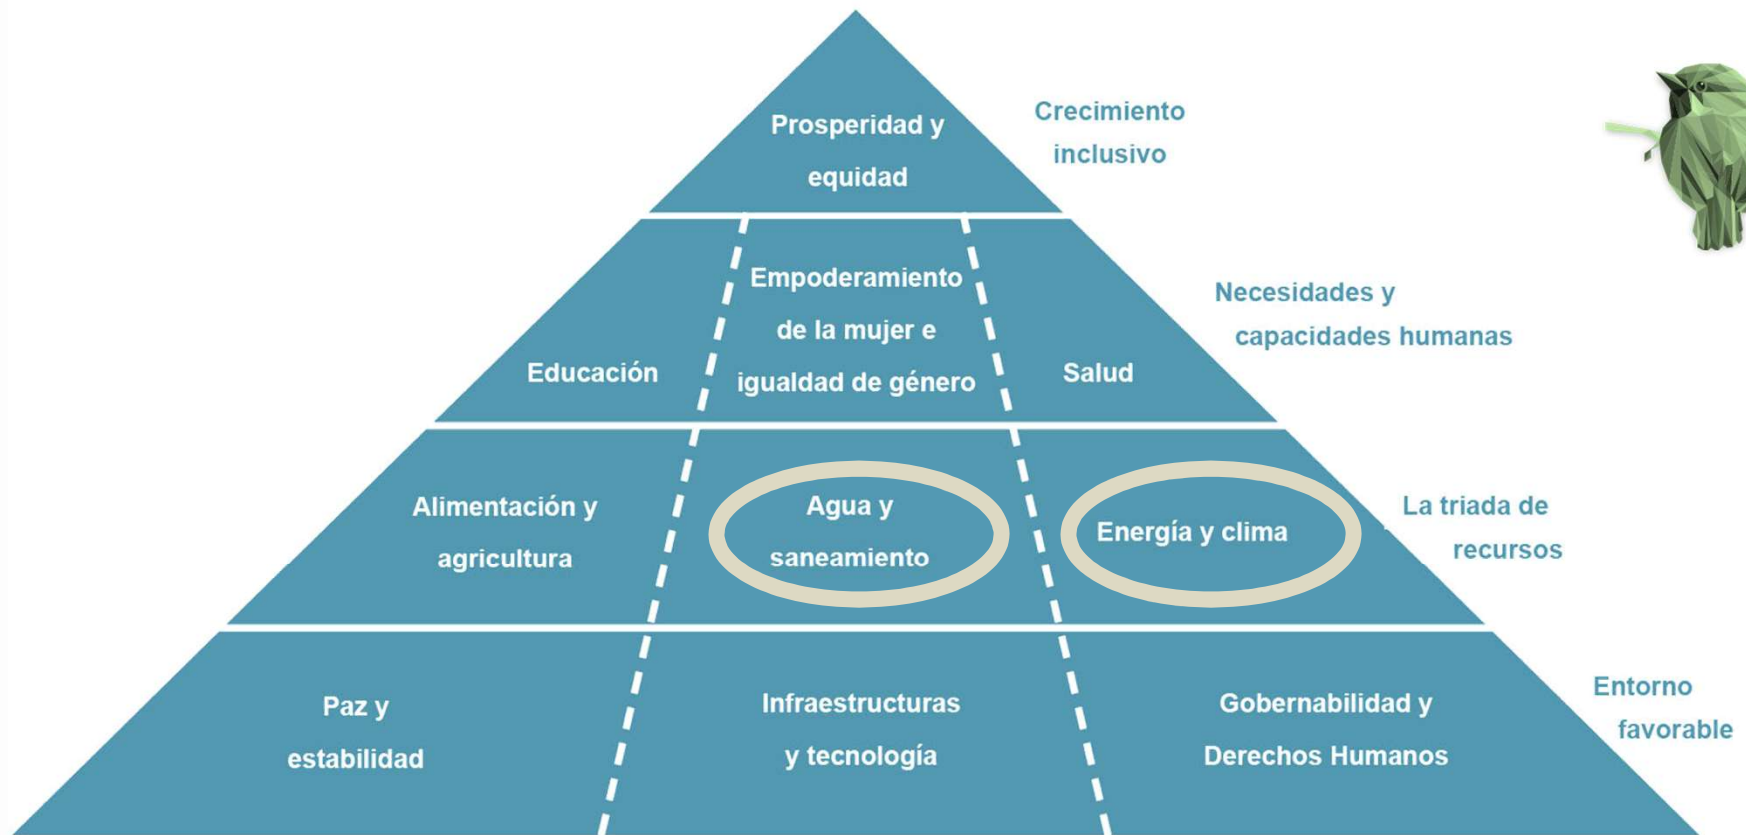 Prosperidad y
equidad
Crecimiento
inclusivo
Educación
Empoderamiento
de la mujer e
igualdad de género
Salud
Necesidades y
capacidades humanas
Alimentación y
agricultura
Agua y
saneamiento
Energía y clima
La triada de
recursos
Paz y
estabilidad
Infraestructuras
y tecnología
Gobernabilidad y
Derechos Humanos
Entorno
favorable